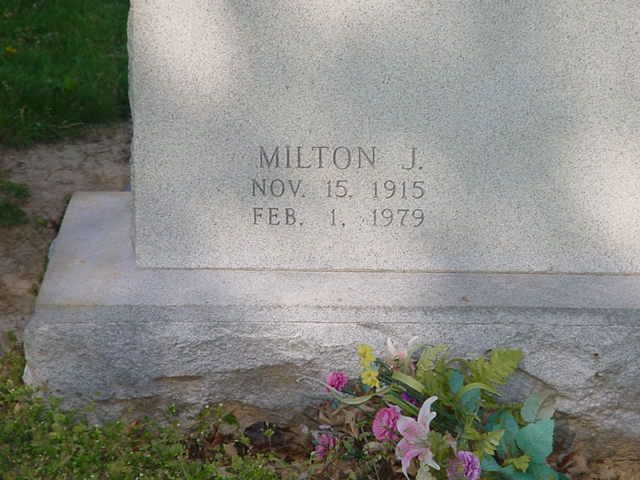 MILTON J.
NOV. 15, 1915
FEB. 1, 1979